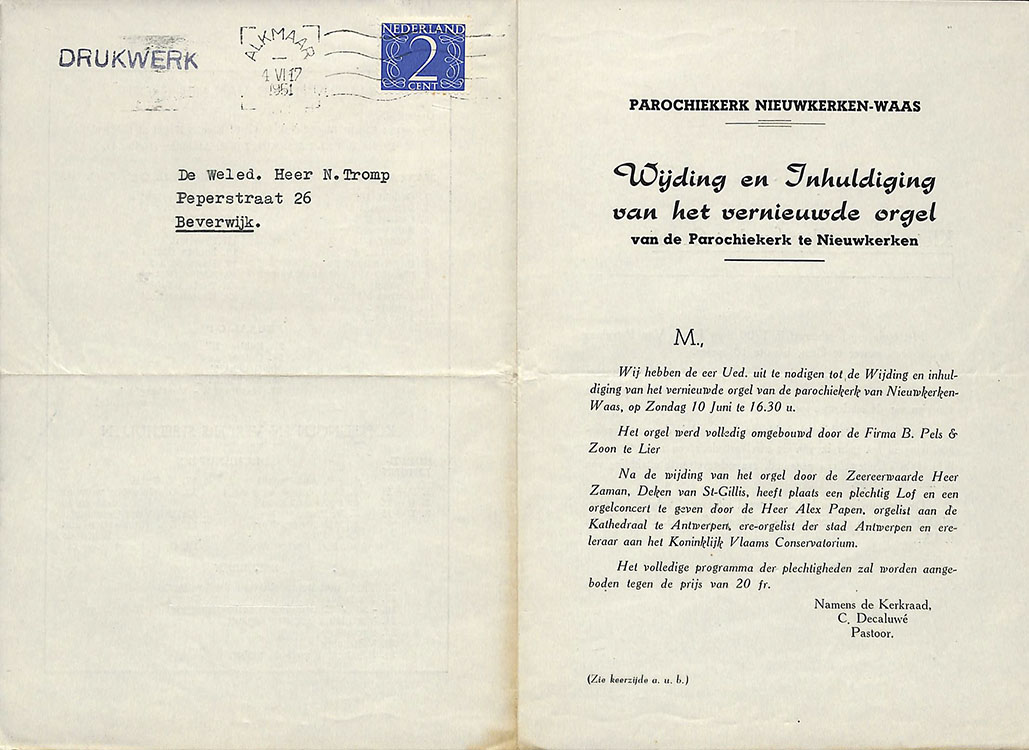 DRUKWERK
ALKMAAR
4 VI 17
1951
NEDERLAND
2
CENT
De Weled. Heer N. Tromp
Peperstraat 26
Beverwijk.
PAROCHIEKERK NIEUWKERKEN-WAAS
Wijding en Inhuldiging
van het vernieuwde orgel
van de Parochiekerk te Nieuwkerken
M.,
Wij hebben de eer Ued. uit te nodigen tot de Wijding en inhul-
diging van het vernieuwde orgel van de parochiekerk van Nieuwkerken-
Waas, op Zondag 10 Juni te 16.30 u.
Het orgel werd volledig omgebouwd door de Firma B. Pels &
Zoon te Lier
Na de wijding van het orgel door de Zeereerwaarde Heer
Zaman, Deken van St-Gillis, heeft plaats een plechtig Lof en een
orgelconcert te geven door de Heer Alex Papen, orgelist aan de
Kathedraal te Antwerpen, ere-orgelist der stad Antwerpen en ere-
leraar aan het Koninklijk Vlaams Conservatorium.
Het volledige programma der plechtigheden zal worden aange-
boden tegen de prijs van 20 fr.
Namens de Kerkraad,
C. Decaluwé
Pastoor.
(Zie keerzijde a. u. b.)